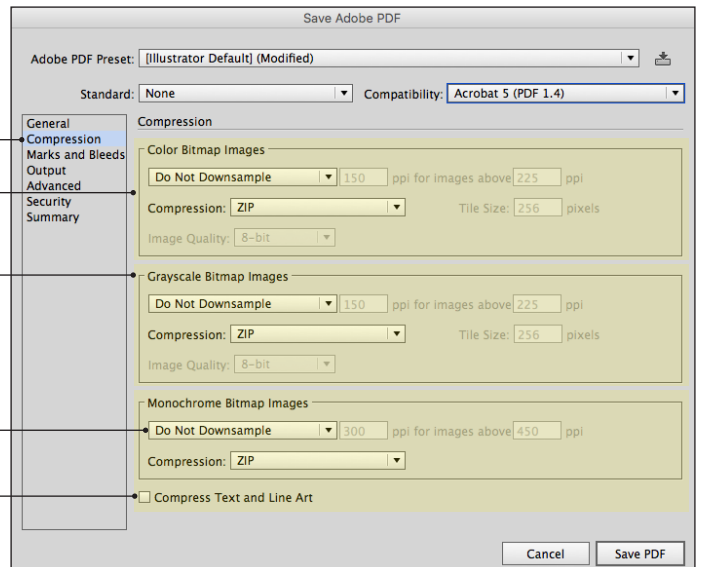 Save Adobe PDF
Adobe PDF Preset: [Illustrator Default] (Modified)
Standard: None Compatibility: Acrobat 5 (PDF 1.4)
General
Compression
Marks and Bleeds
Output
Advanced
Security
Summary
Compression
Color Bitmap Images
Do Not Downsample 150 ppi for images above 225 ppi
Compression: ZIP Tile Size: 256 pixels
Image Quality: 8-bit
Grayscale Bitmap Images
Do Not Downsample 150 ppi for images above 225 ppi
Compression: ZIP Tile Size: 256 pixels
Image Quality: 8-bit
Monochrome Bitmap Images
Do Not Downsample 300 ppi for images above 450 ppi
Compression: ZIP
Compress Text and Line Art
Cancel Save PDF